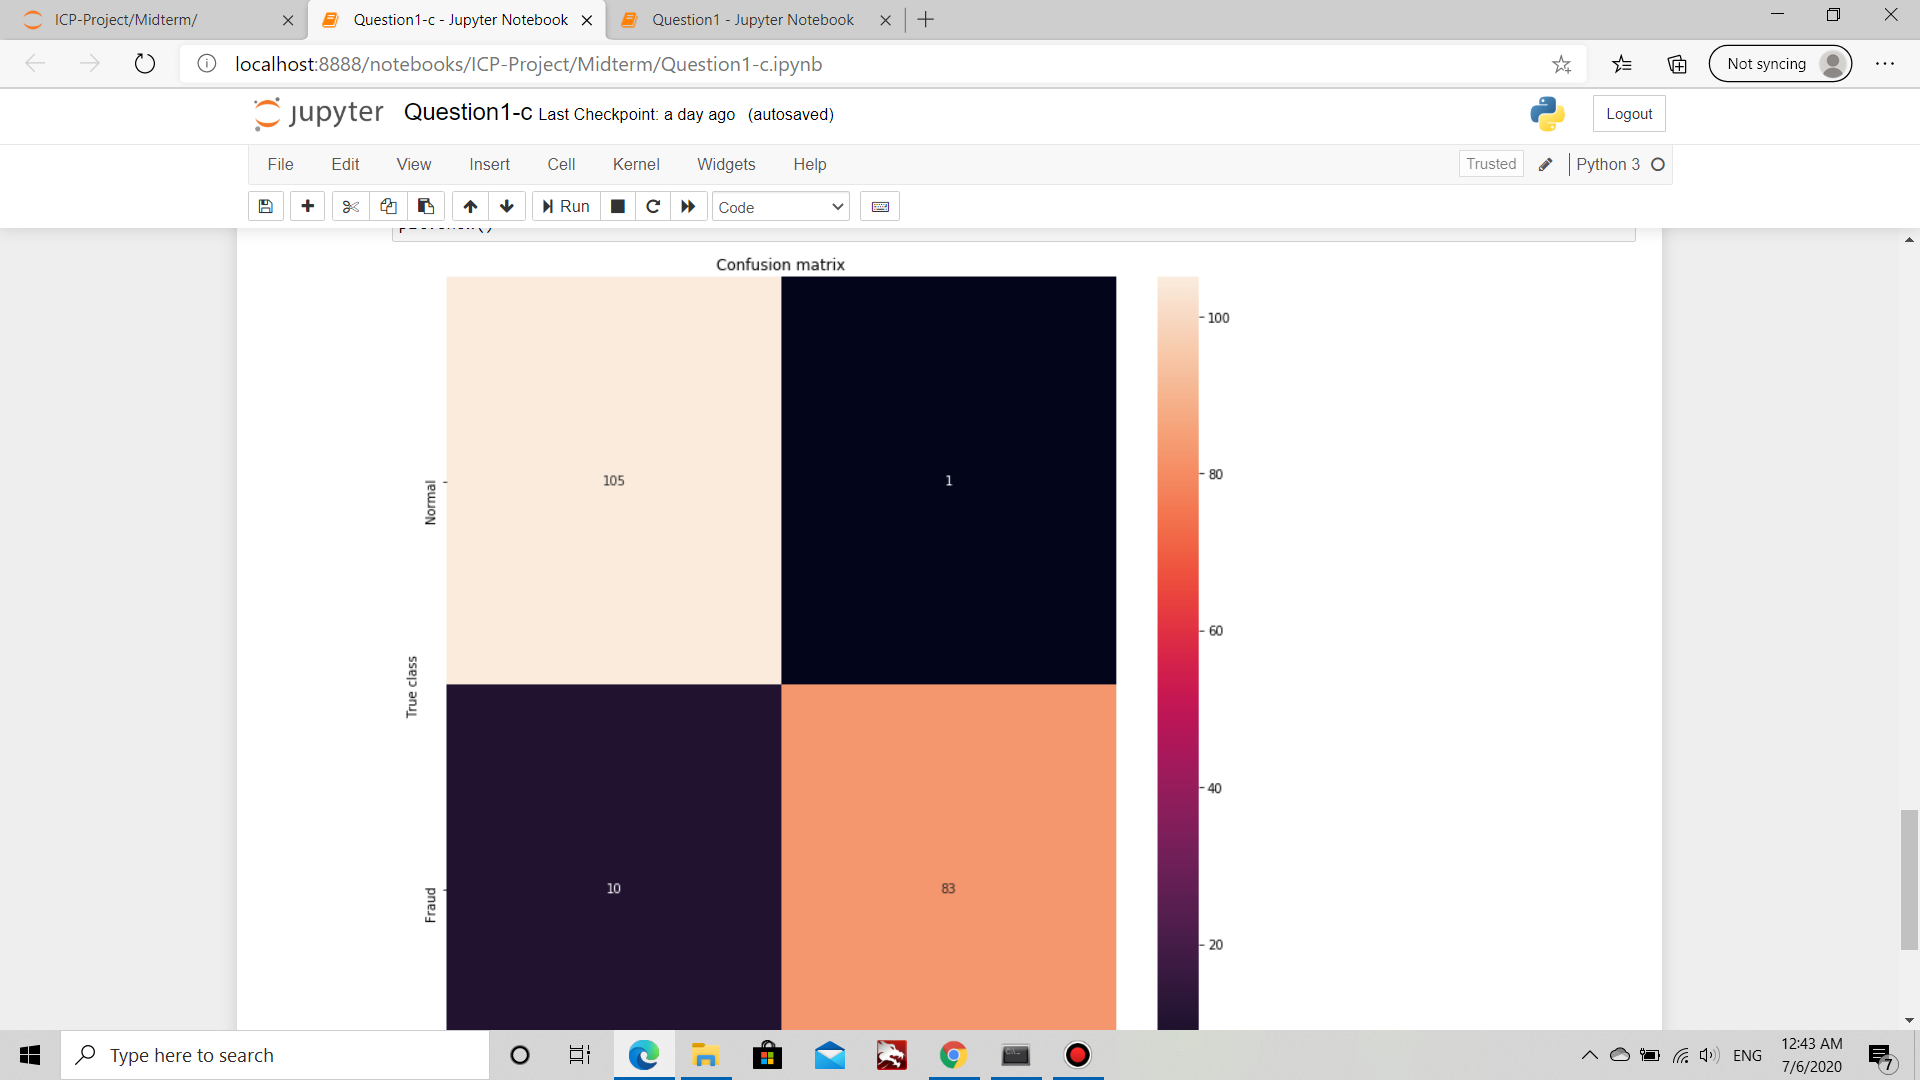 ICP-Project/Midterm/
Question1-c - Jupyter Notebook
Question1 - Jupyter Notebook
localhost:8888/notebooks/ICP-Project/Midterm/Question1-c.ipynb
Not syncing
jupyter
Question1-c Last Checkpoint: a day ago (autosaved)
Logout
File Edit View Insert Cell Kernel Widgets Help
Trusted
Python 3
Run
Code
Confusion matrix
100
80
60
40
20
105
1
10
83
Normal
True class
Fraud
Type here to search
ENG
12:43 AM
7/6/2020
7